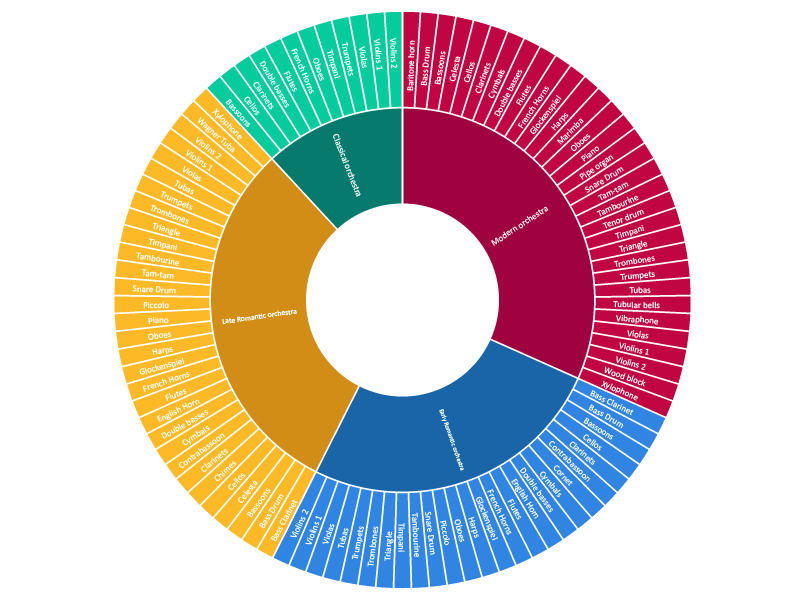 Modern orchestra
Baritone horn
Bass Drum
Bassoons
Celesta
Cellos
Clarinets
Cymbals
Double basses
Flutes
French Horns
Glockenspiel
Harps
Marimba
Oboes
Piano
Pipe organ
Snare Drum
Tam-tam
Tambourine
Tenor drum
Timpani
Triangle
Trombones
Trumpets
Tubas
Tubular bells
Vibraphone
Violas
Violins 1
Violins 2
Wood block
Xylophone
Early Romantic orchestra
Bass Clarinet
Bass Drum
Bassoons
Cellos
Clarinets
Contrabassoon
Cornet
Cymbals
Double basses
English Horn
Flutes
French Horns
Glockenspiel
Harps
Oboes
Piccolo
Snare Drum
Tambourine
Timpani
Triangle
Trombones
Trumpets
Tubas
Violas
Violins 1
Violins 2
Late Romantic orchestra
Bass Clarinet
Bass Drum
Bassoons
Celesta
Cellos
Chimes
Clarinets
Contrabassoon
Cymbals
Double basses
English Horn
Flutes
French Horns
Glockenspiel
Harps
Oboes
Piano
Piccolo
Snare Drum
Tam-tam
Tambourine
Timpani
Triangle
Trombones
Trumpets
Tubas
Violas
Violins 1
Violins 2
Wagner tuba
Xylophone
Classical orchestra
Bassoons
Cellos
Clarinets
Double basses
Flutes
French Horns
Oboes
Timpani
Trumpets
Violas
Violins 1
Violins 2